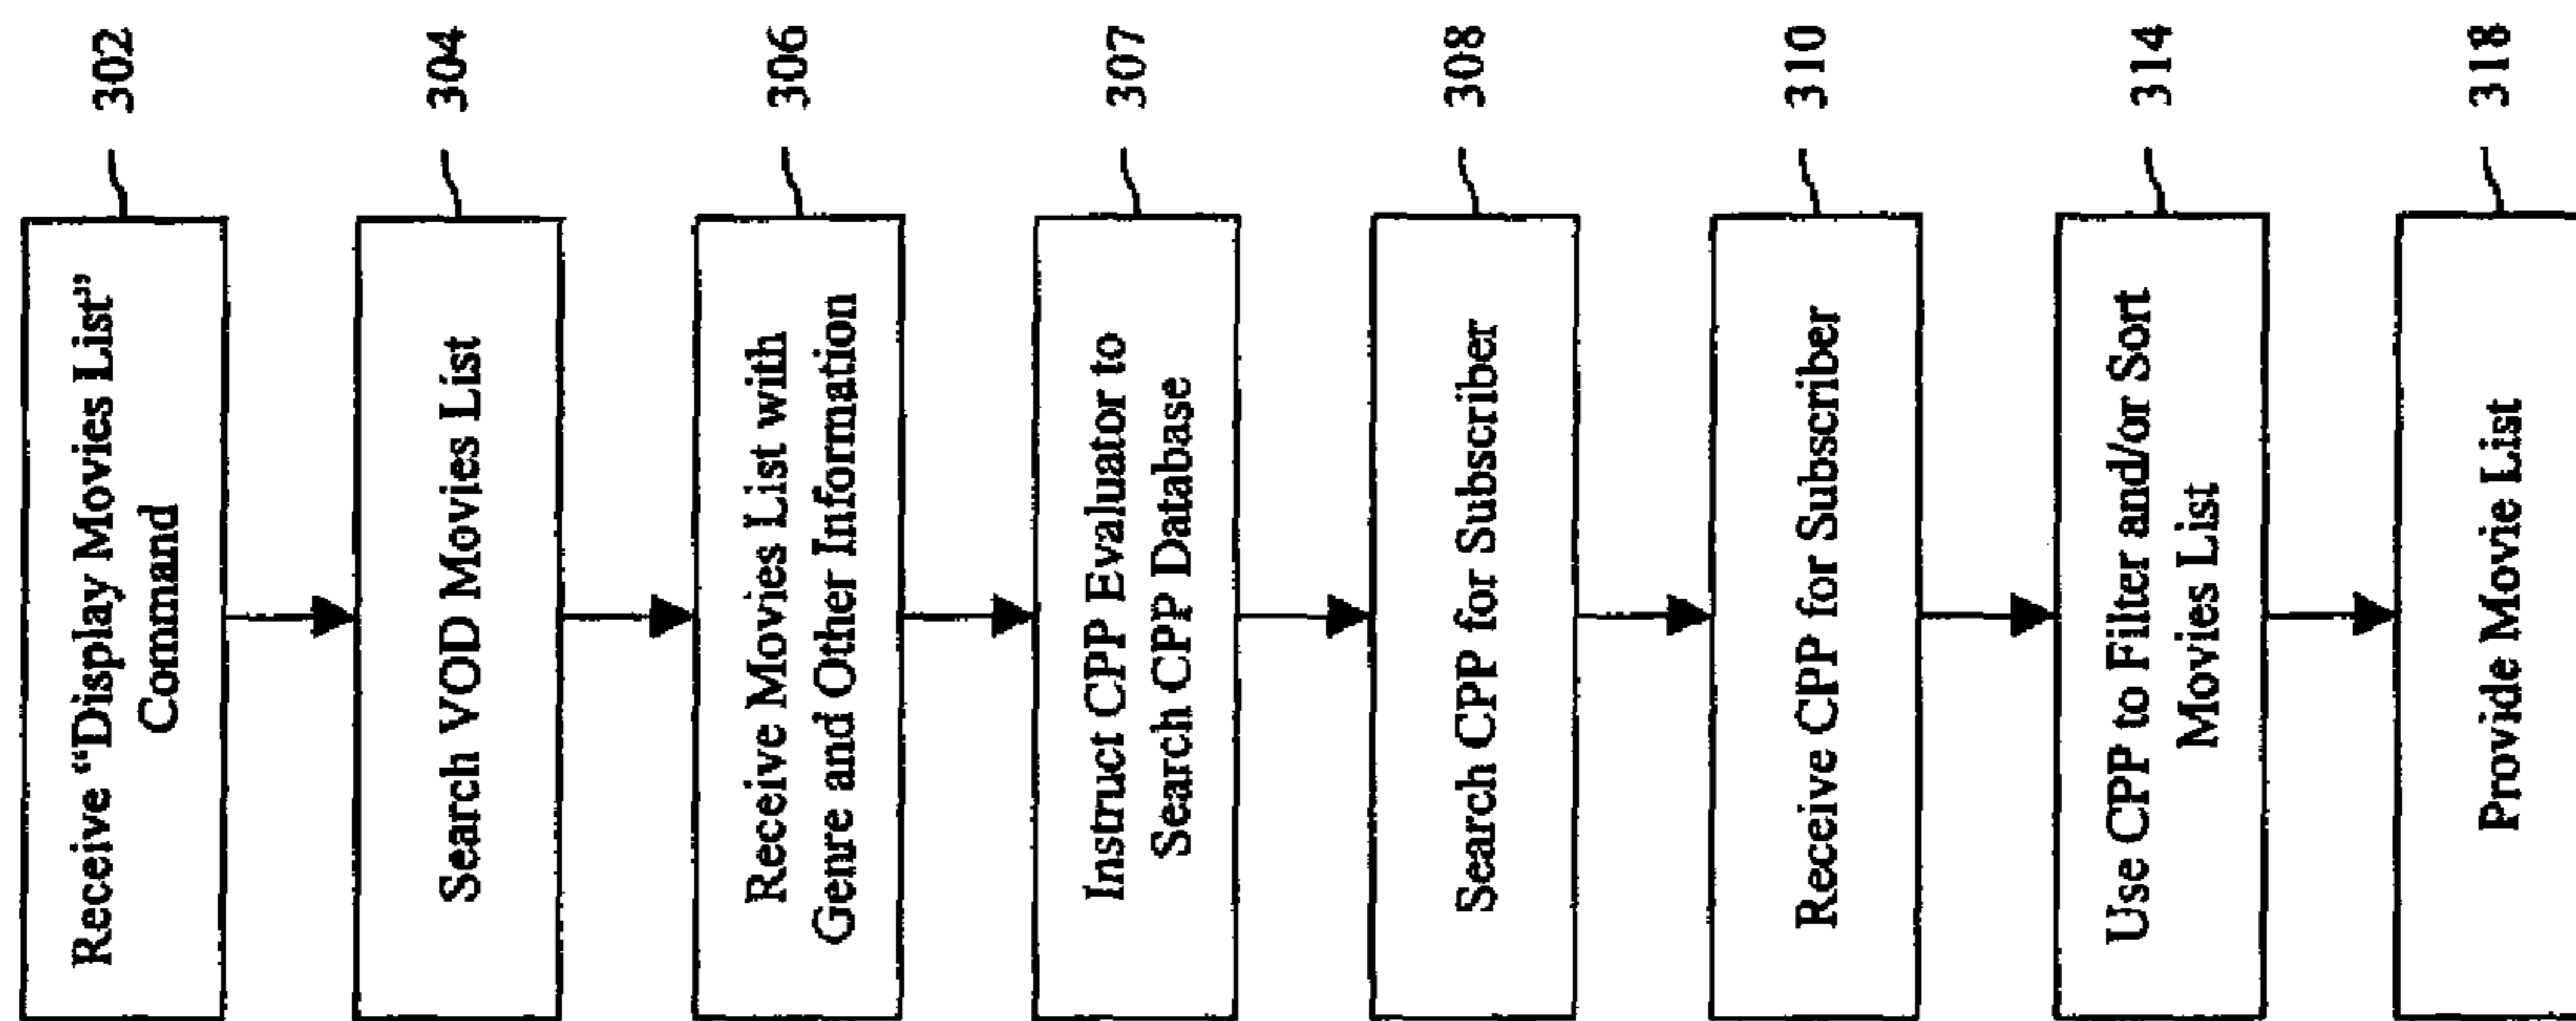 Receive “Display Movies List”
Command
302
Search VOD Movies List
304
Receive Movies List with
Genre and Other Information
306
Instruct CPP Evaluator to
Search CPP Database
307
Search CPP for Subscriber
308
Receive CPP for Subscriber
310
Use CPP to Filter and/or Sort
Movies List
314
Provide Movie List
318